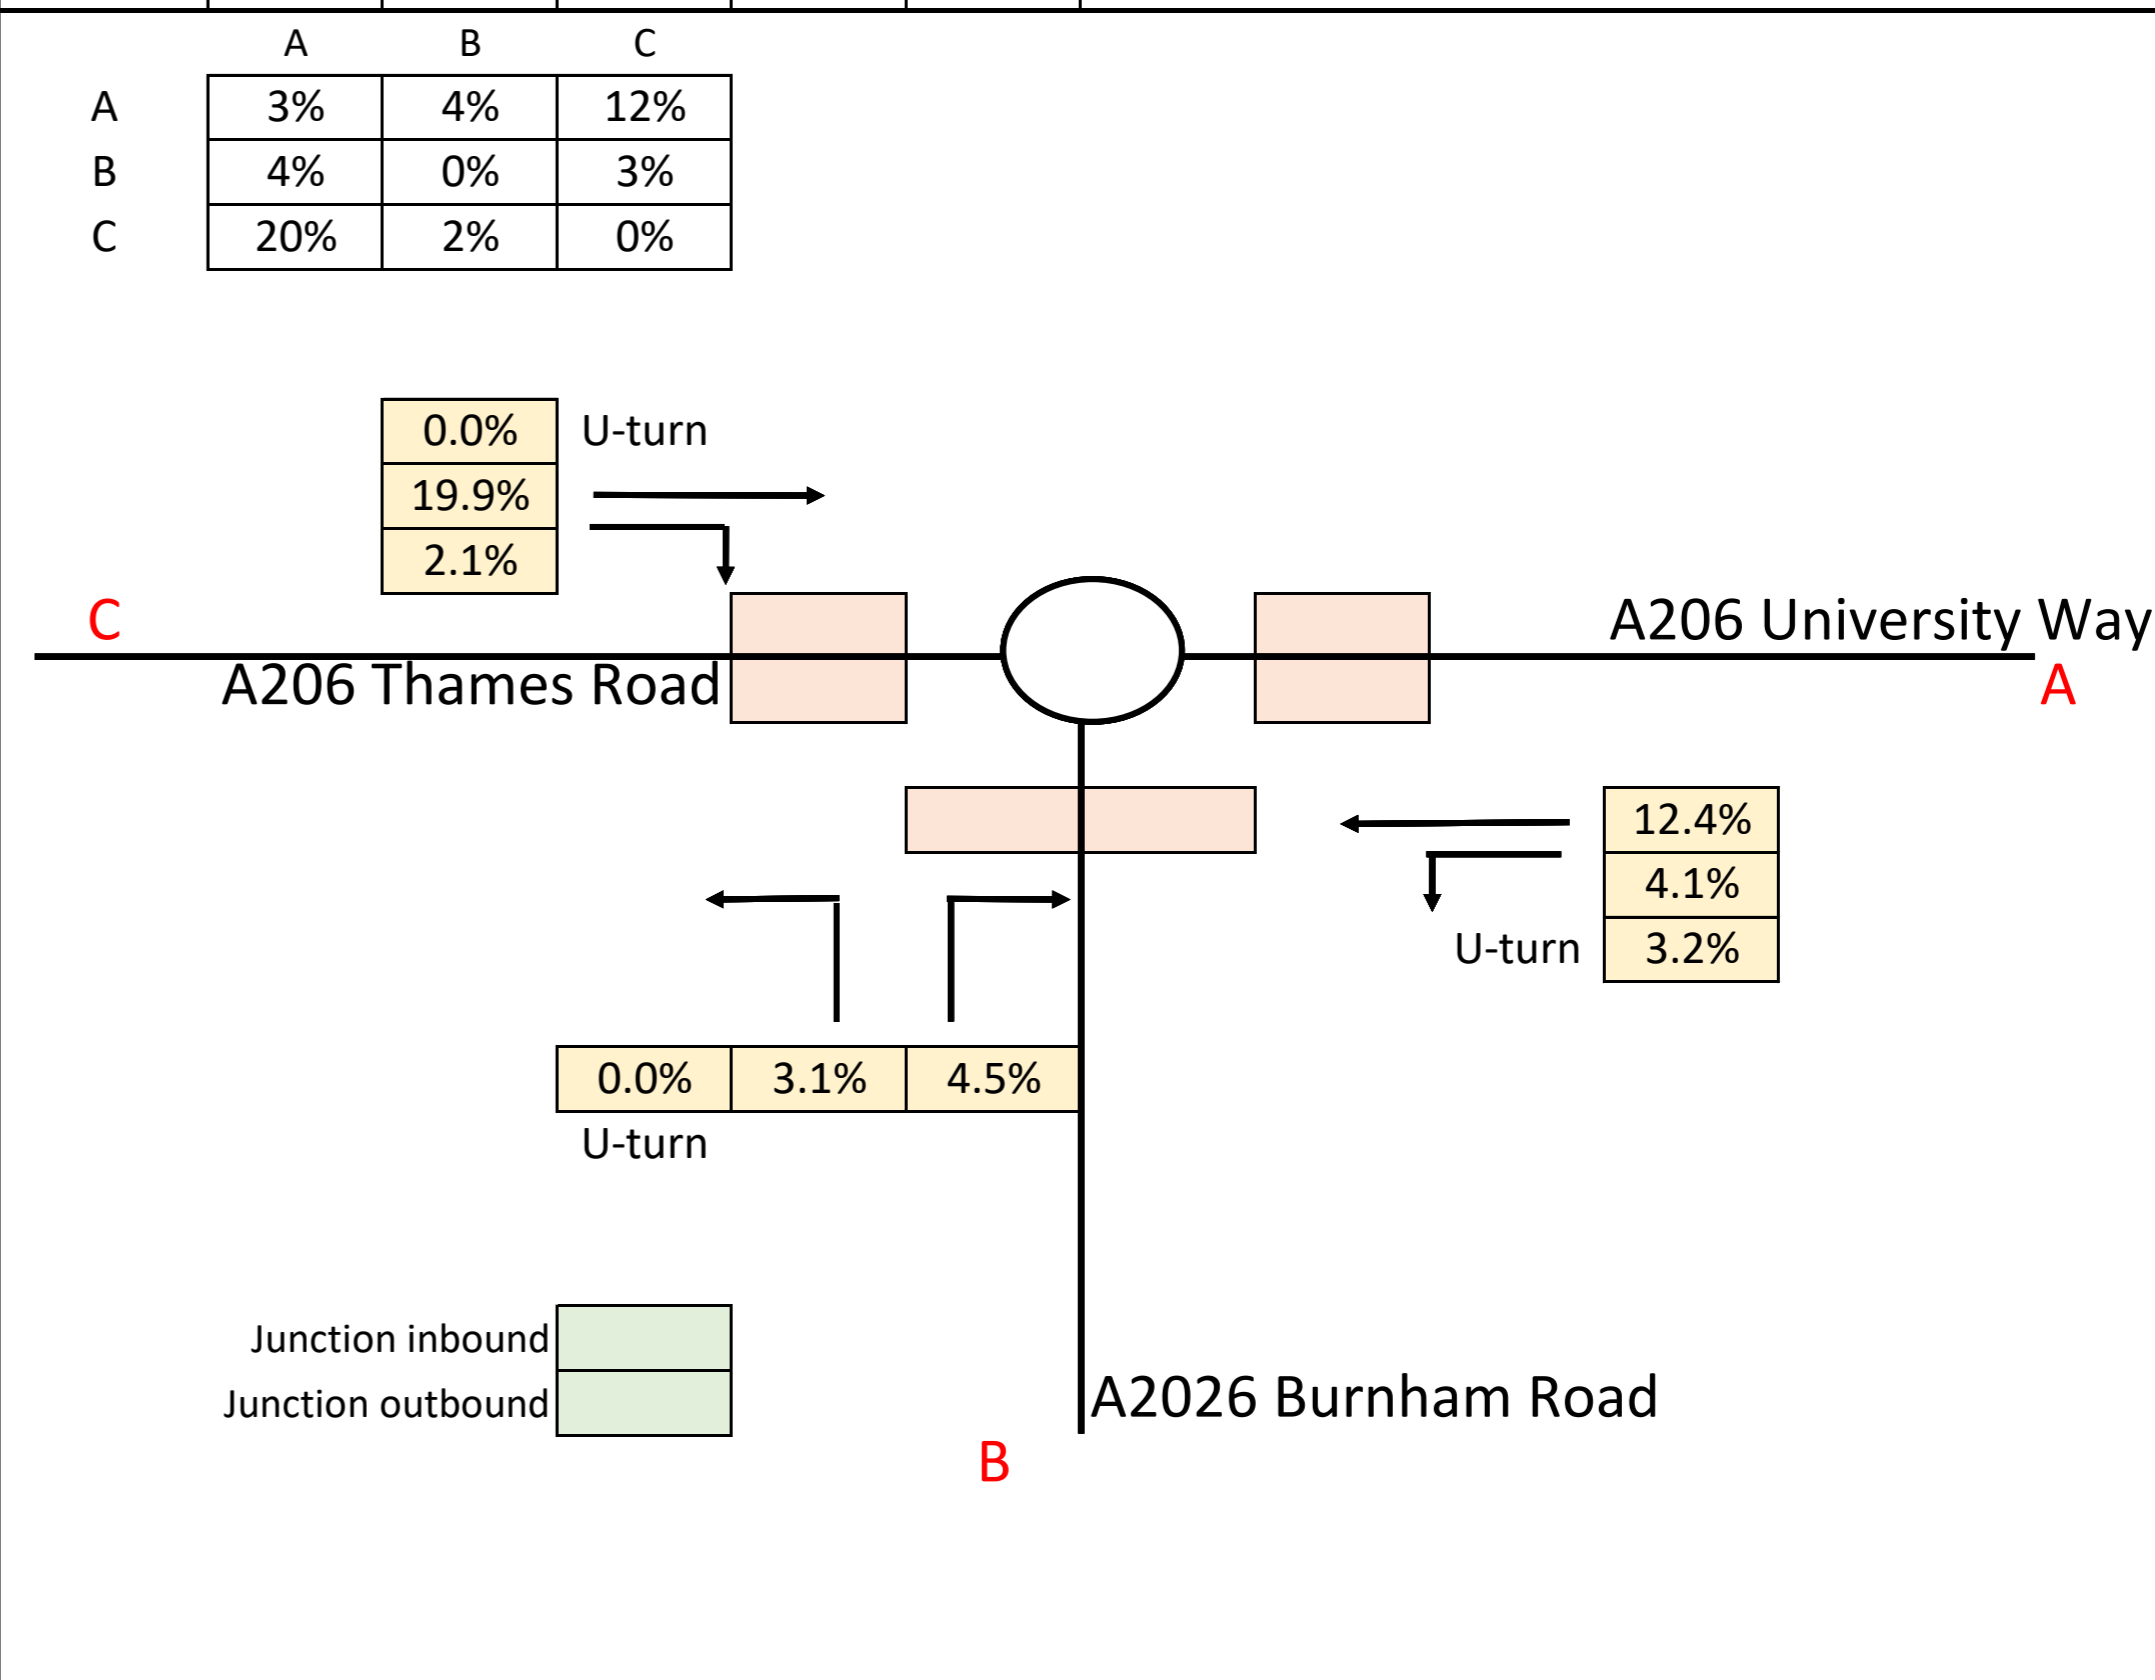 A B C
A 3% 4% 12%
B 4% 0% 3%
C 20% 2% 0%
0.0% U-turn
19.9%
2.1%
C
A206 Thames Road
A206 University Way
A
12.4%
4.1%
U-turn 3.2%
0.0% 3.1% 4.5%
U-turn
Junction inbound
Junction outbound
A2026 Burnham Road
B